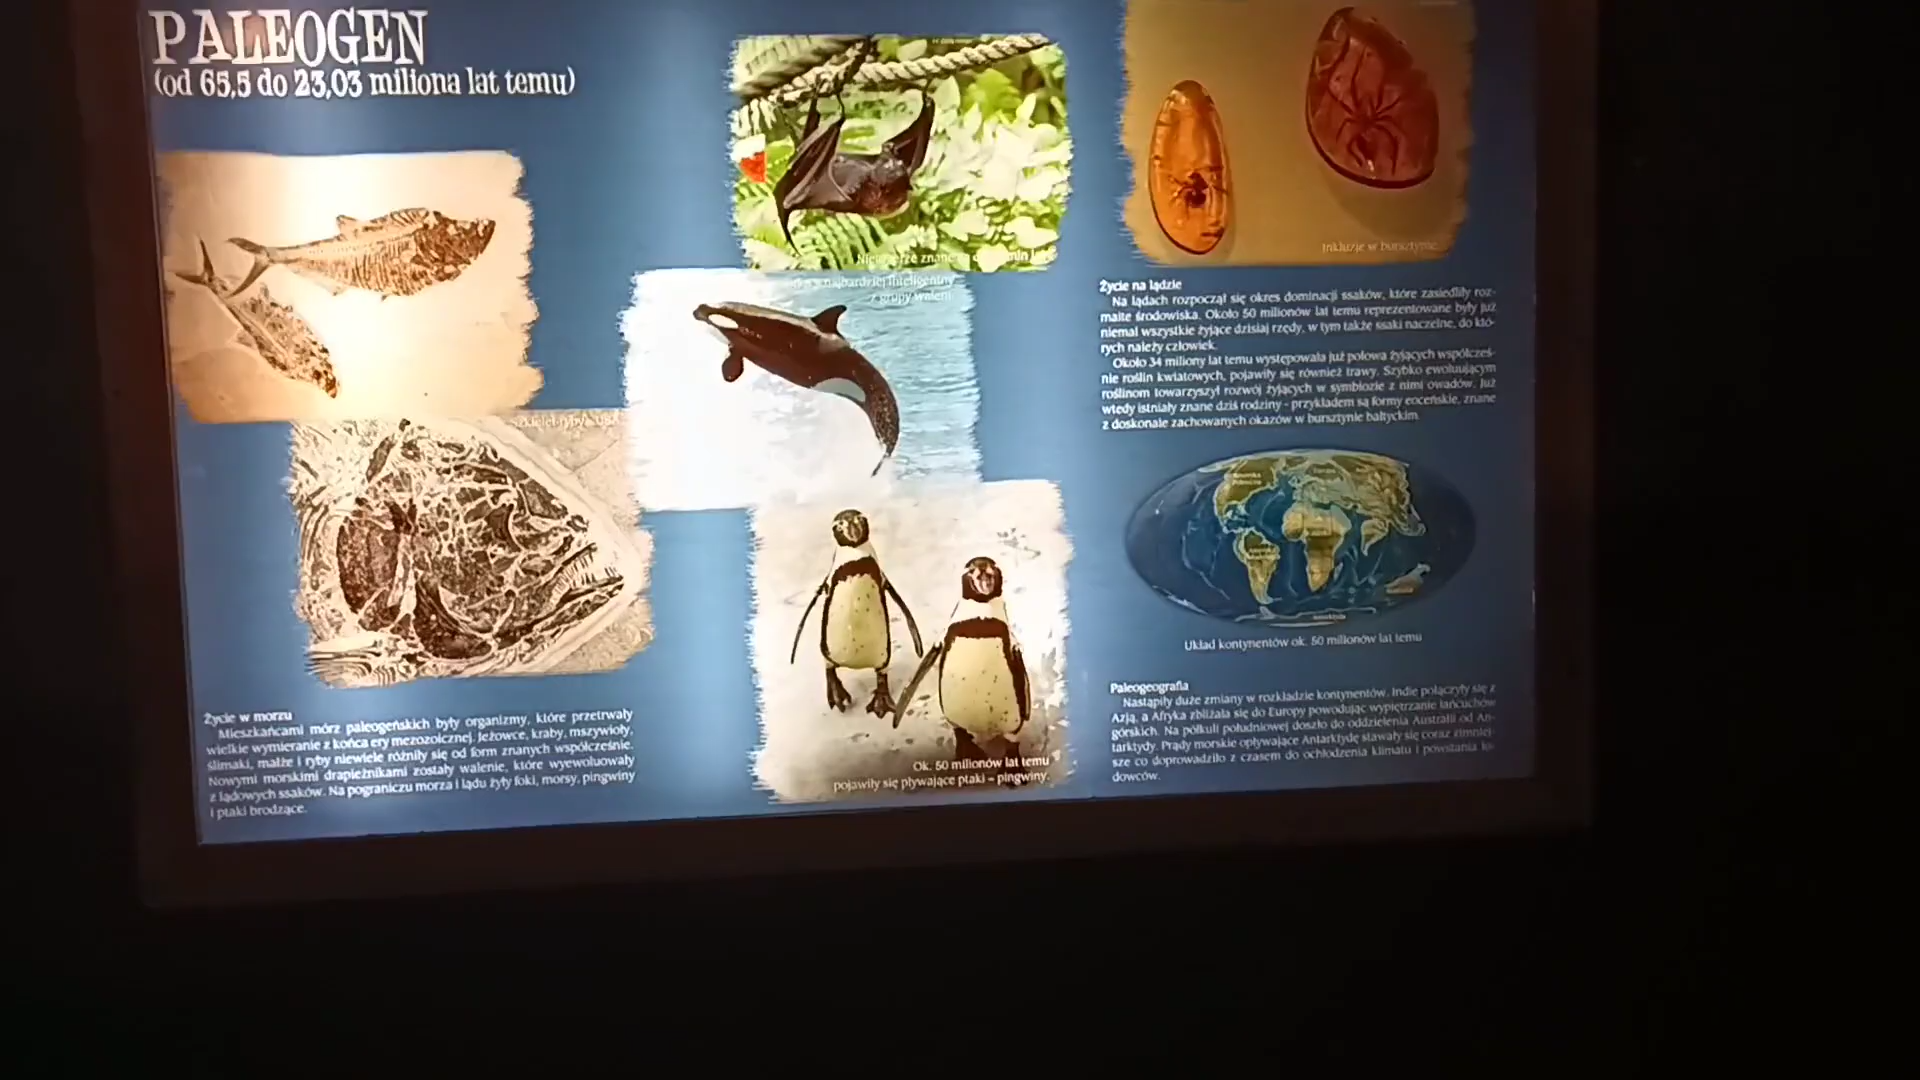 PALEOGEN
(od 65,5 do 23,03 miliona lat temu)
Szkielet ryby
najbardziej inteligentny
z grupy waleni
Życie w morzu
Mieszkańcami mórz paleogeńskich były organizmy, które przetrwały
wielkie wymieranie z końca ery mezozoicznej. Jeżowce, kraby, mszywioły,
ślimaki, małże i ryby niewiele różniły się od form znanych współcześnie.
Nowymi morskimi drapieżnikami zostały walenie, które wyewoluowały
z lądowych ssaków. Na pograniczu morza i lądu żyły foki, morsy, pingwiny
i ptaki brodzące.
Ok. 50 milionów lat temu
pojawiły się pływające ptaki – pingwiny.
Inkluzje w bursztynie
Życie na lądzie
Na lądach rozpoczął się okres dominacji ssaków, które zasiedliły roz-
maite środowiska. Około 50 milionów lat temu reprezentowane były już
niemal wszystkie żyjące dzisiaj rzędy, w tym także ssaki naczelne, do któ-
rych należy człowiek.
Około 34 miliony lat temu występowała już połowa żyjących współcześ-
nie roślin kwiatowych, pojawiły się również trawy. Szybko ewoluującym
roślinom towarzyszył rozwój żyjących w symbiozie z nimi owadów. Już
wtedy istniały znane dziś rodziny - przykładem są formy eoceńskie, znane
z doskonale zachowanych okazów w bursztynie bałtyckim.
Układ kontynentów ok. 50 milionów lat temu
Paleogeografia
Nastąpiły duże zmiany w rozkładzie kontynentów. Indie połączyły się z
Azją, a Afryka zbliżała się do Europy powodując wypiętrzanie łańcuchów
górskich. Na półkuli południowej doszło do oddzielenia Australii od An-
tarktydy. Prądy morskie opływające Antarktydę stawały się coraz zimniej-
sze co doprowadziło z czasem do ochłodzenia klimatu i powstania lo-
dowców.